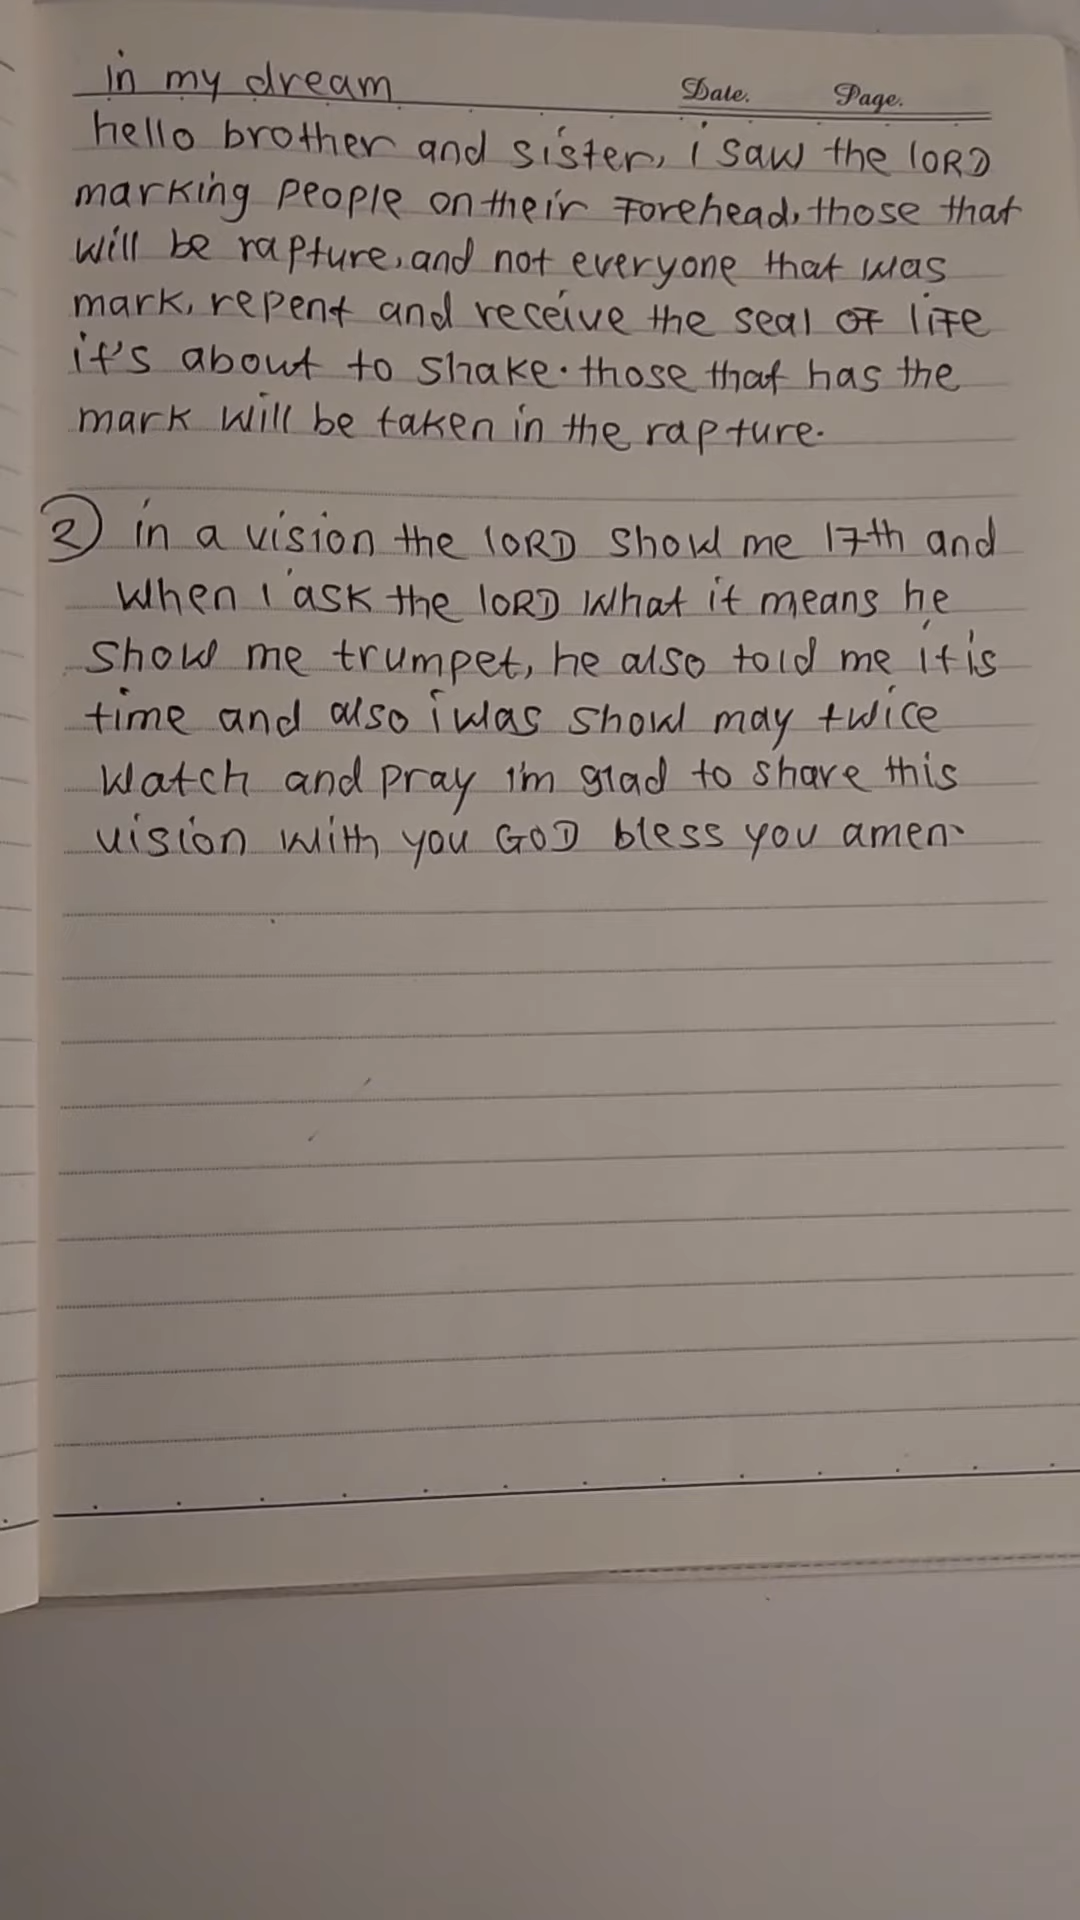 in my dream
Date. Page.
hello brother and sister, i saw the lORD
marking people on their Forehead, those that
will be rapture, and not everyone that was
mark, repent and receive the seal of life
it's about to shake. those that has the
mark will be taken in the rapture.
2 in a vision the lORD show me 17th and
when i ask the lORD what it means he
show me trumpet, he also told me it is
time and also i was show may twice
watch and pray i'm glad to share this
vision with you GOD bless you amen.